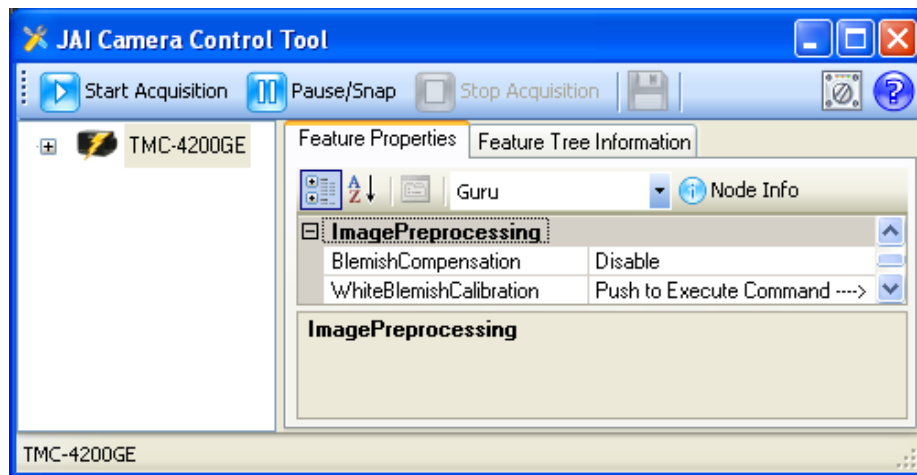 JAI Camera Control Tool
Start Acquisition Pause/Snap Stop Acquisition
TMC-4200GE
Feature Properties Feature Tree Information
Guru Node Info
ImagePreprocessing
BlemishCompensation Disable
WhiteBlemishCalibration Push to Execute Command ---->
ImagePreprocessing
TMC-4200GE